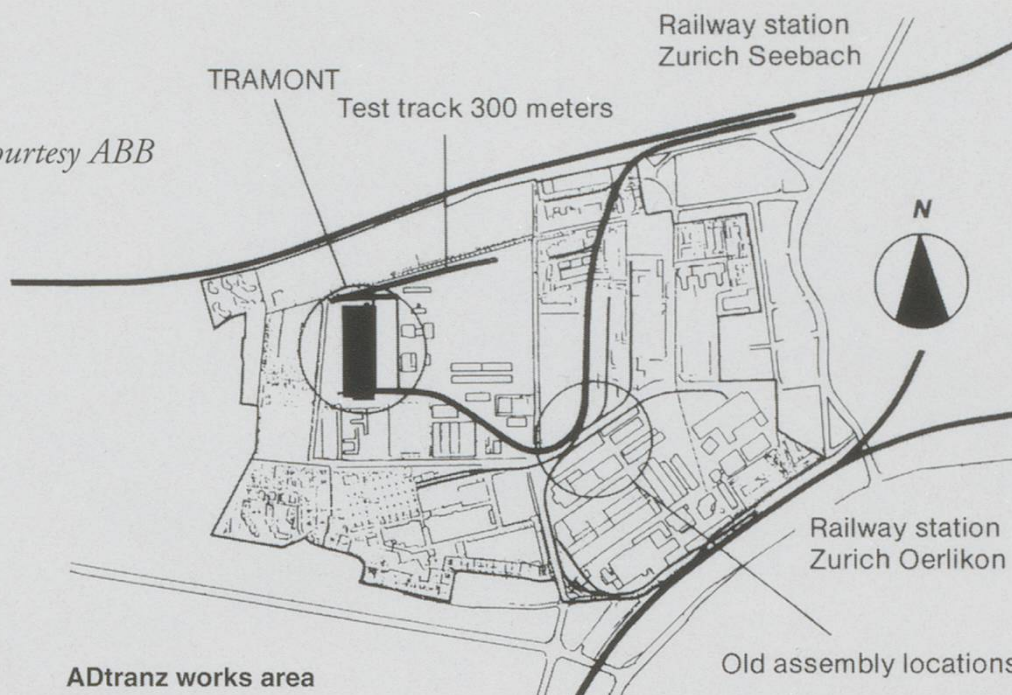 Railway station
Zurich Seebach
TRAMONT
Test track 300 meters
ourtesy ABB
N
Railway station
Zurich Oerlikon
Old assembly locations
ADtranz works area